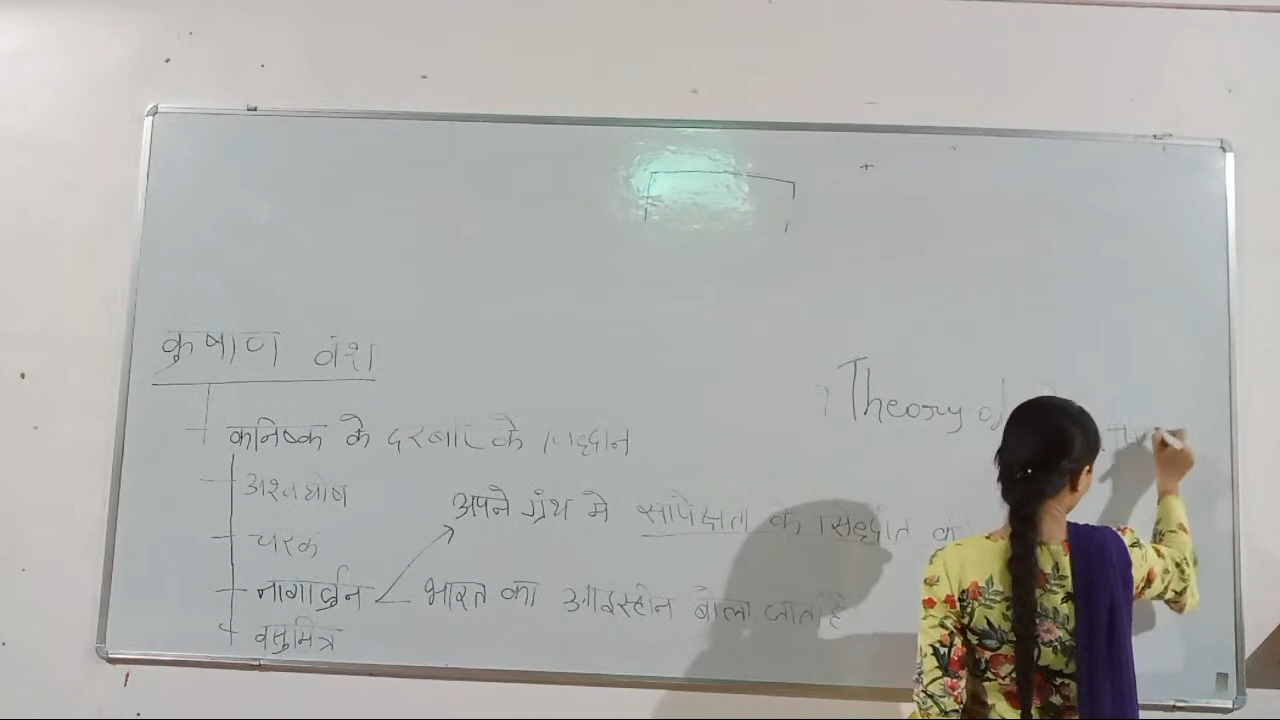 कुषाण वंश
कनिष्क के दरबार के विद्दान
अश्वघोष
चरक
नागार्जुन
वसुमित्र
अपने ग्रंथ मे सापेक्षता के सिद्दांत का
भारत का आइंस्टीन बोला जाता है
Theory of